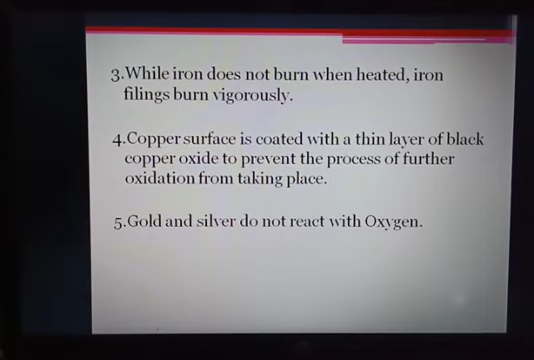 3.While iron does not burn when heated, iron
filings burn vigorously.
4.Copper surface is coated with a thin layer of black
copper oxide to prevent the process of further
oxidation from taking place.
5.Gold and silver do not react with Oxygen.